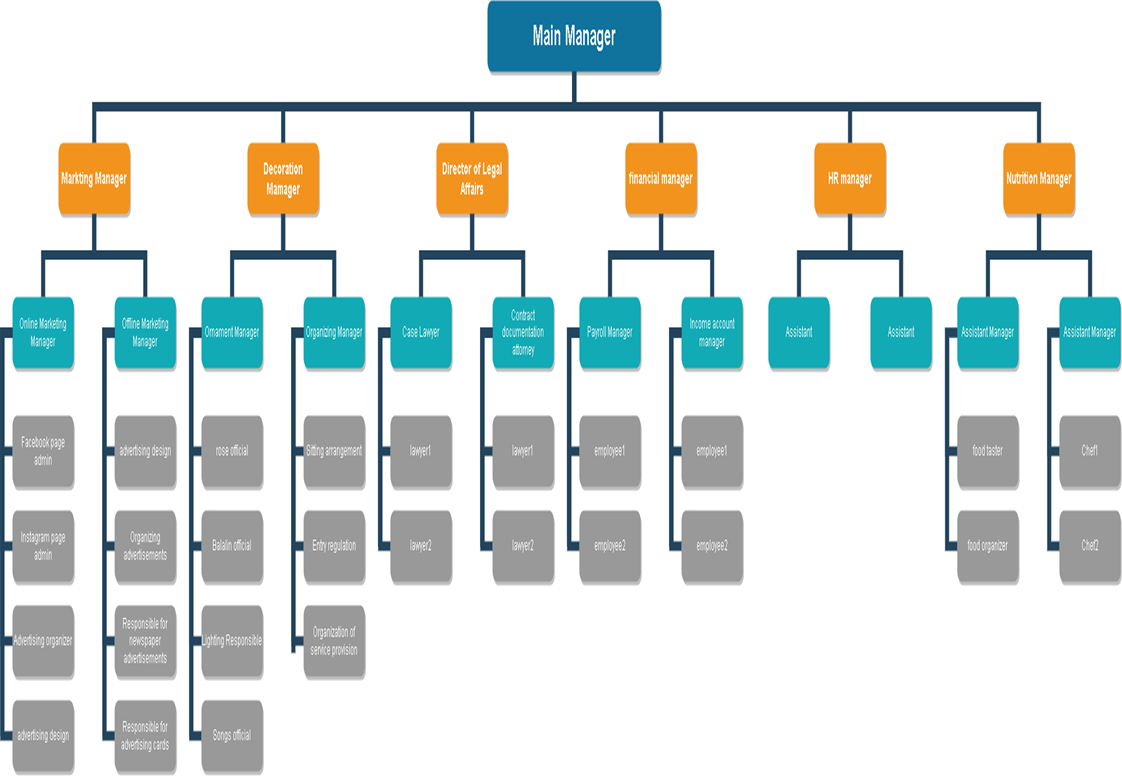 Main Manager
Markting Manager
Decoration
Mamager
Director of Legal
Affairs
financial manager
HR manager
Nutrition Manager
Online Marketing
Manager
Offline Marketing
Manager
Ornament Manager
Organizing Manager
Case Lawyer
Contract
documentation
attorney
Payroll Manager
Income account
manager
Assistant
Assistant
Assistant Manager
Assistant Manager
Facebook page
admin
advertising design
rose official
Sitting arrangement
lawyer1
lawyer1
employee1
employee1
food taster
Chef1
Instagram page
admin
Organizing
advertisements
Balalin official
Entry regulation
lawyer2
lawyer2
employee2
employee2
food organizer
Chef2
Advertising organizer
Responsible for
newspaper
advertisements
Lighting Responsible
Organization of
service provision
advertising design
Responsible for
advertising cards
Songs official